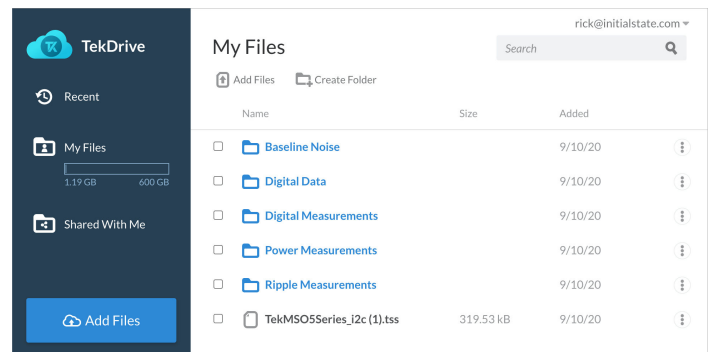 TekDrive
Recent
My Files
1.19 GB 600 GB
Shared With Me
Add Files
rick@initialstate.com
My Files
Search
Add Files Create Folder
Name Size Added
Baseline Noise 9/10/20
Digital Data 9/10/20
Digital Measurements 9/10/20
Power Measurements 9/10/20
Ripple Measurements 9/10/20
TekMSO5Series_i2c (1).tss 319.53 kB 9/10/20